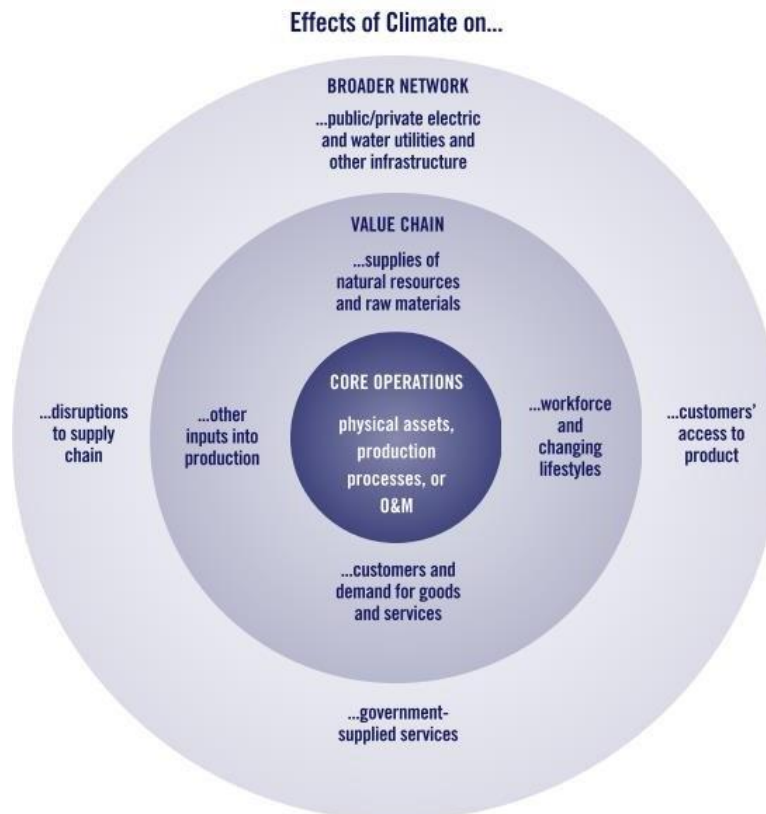 Effects of Climate on...
BROADER NETWORK
...public/private electric
and water utilities and
other infrastructure
VALUE CHAIN
...supplies of
natural resources
and raw materials
CORE OPERATIONS
physical assets,
production
processes, or
O&M
...disruptions
to supply
chain
...other
inputs into
production
...workforce
and
changing
lifestyles
...customers'
access to
product
...customers and
demand for goods
and services
...government-
supplied services